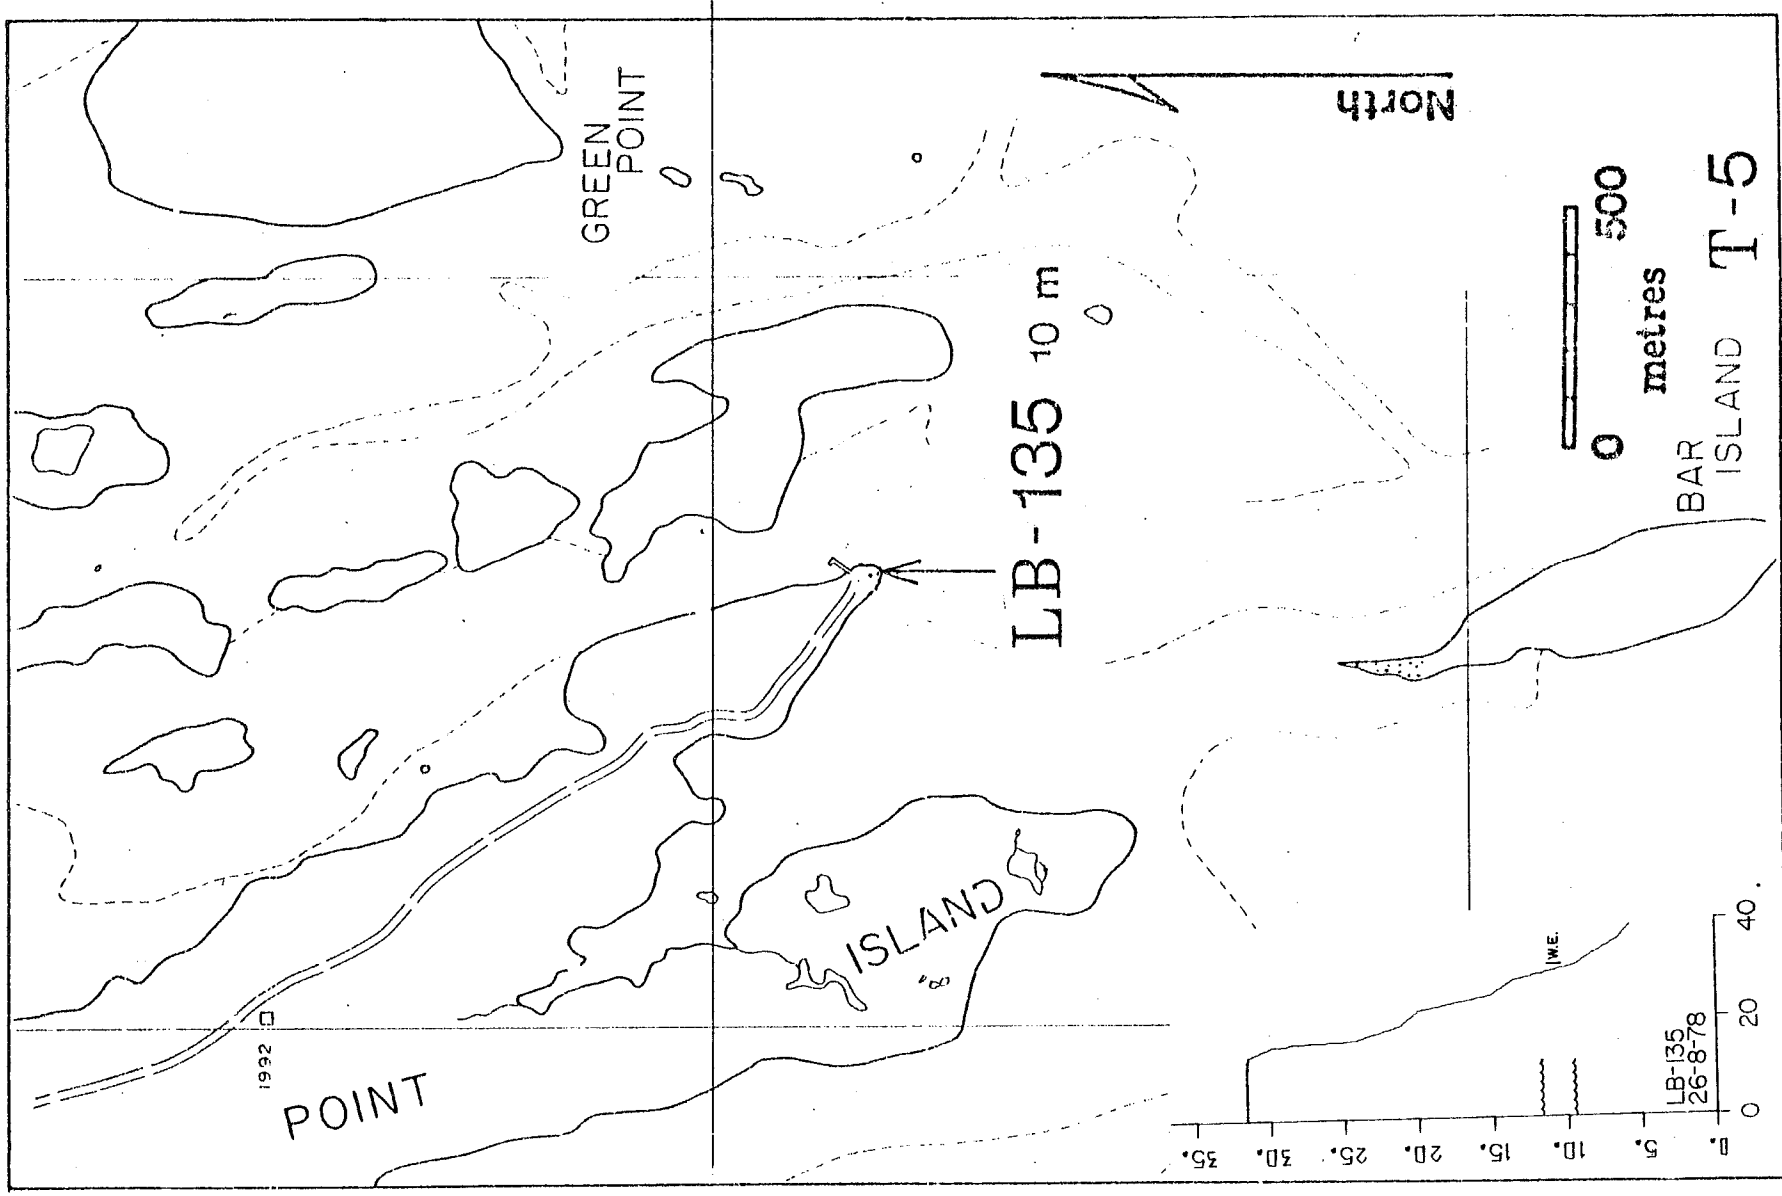 GREEN
POINT
North
LB-135 10 m
0 500
metres
BAR
ISLAND T-5
ISLAND
1992
POINT
I W.E.
LB-135
26-8-78
35. 30. 25. 20. 15. 10. 5. 0.
0 20 40